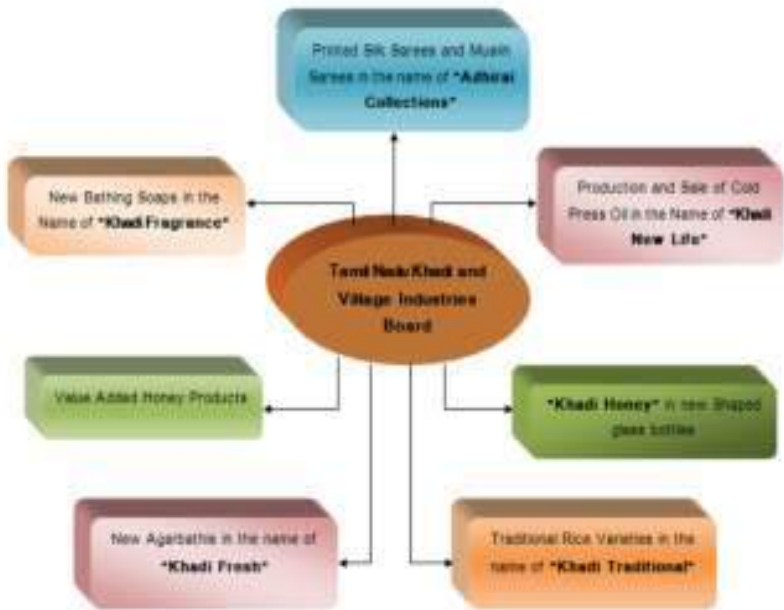 Printed Silk Sarees and Muslin
Sarees in the name of "Adhirai
Collections"
New Bathing Soaps in the
Name of "Khadi Fragrance"
Production and Sale of Cold
Press Oil in the Name of "Khadi
New Life"
Tamil Nadu Khadi and
Village Industries
Board
Value Added Honey Products
"Khadi Honey" in new Shaped
glass bottles
New Agarbathis in the name of
"Khadi Fresh"
Traditional Rice Varieties in the
name of "Khadi Traditional"